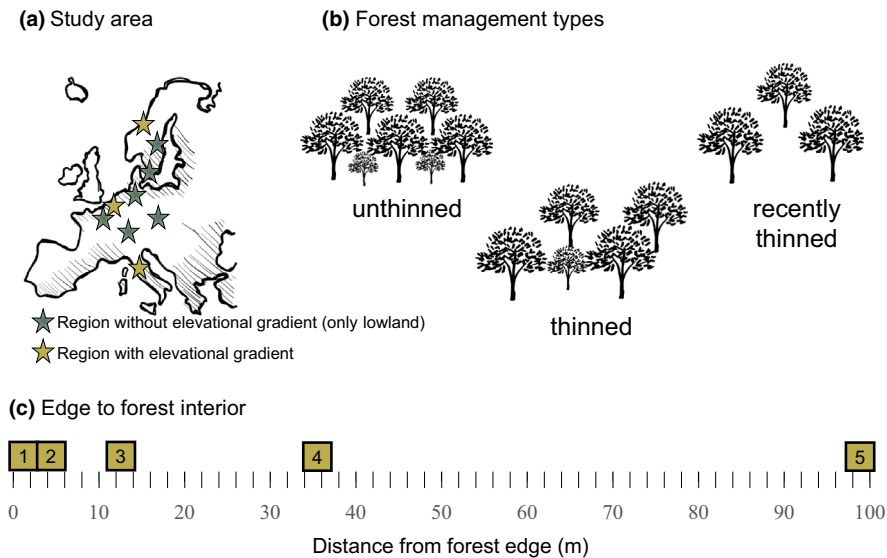 (a) Study area
(b) Forest management types
unthinned
recently
thinned
thinned
Region without elevational gradient (only lowland)
Region with elevational gradient
(c) Edge to forest interior
1 2 3 4 5
0 10 20 30 40 50 60 70 80 90 100
Distance from forest edge (m)